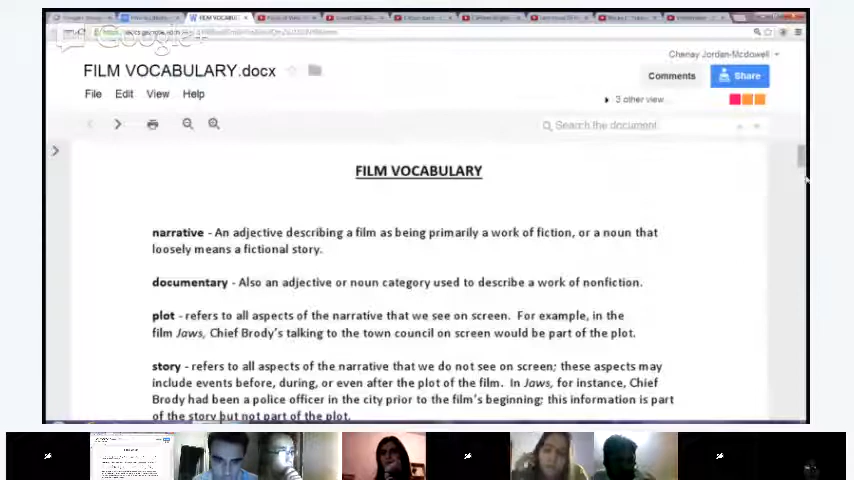 FILM VOCABUL
Google+
Chenay Jordan-Mcdowell
FILM VOCABULARY.docx
Comments
Share
File Edit View Help
3 other view...
Search the document
FILM VOCABULARY
narrative - An adjective describing a film as being primarily a work of fiction, or a noun that
loosely means a fictional story.
documentary - Also an adjective or noun category used to describe a work of nonfiction.
plot - refers to all aspects of the narrative that we see on screen. For example, in the
film Jaws, Chief Brody's talking to the town council on screen would be part of the plot.
story - refers to all aspects of the narrative that we do not see on screen; these aspects may
include events before, during, or even after the plot of the film. In Jaws, for instance, Chief
Brody had been a police officer in the city prior to the film's beginning; this information is part
of the story but not part of the plot.